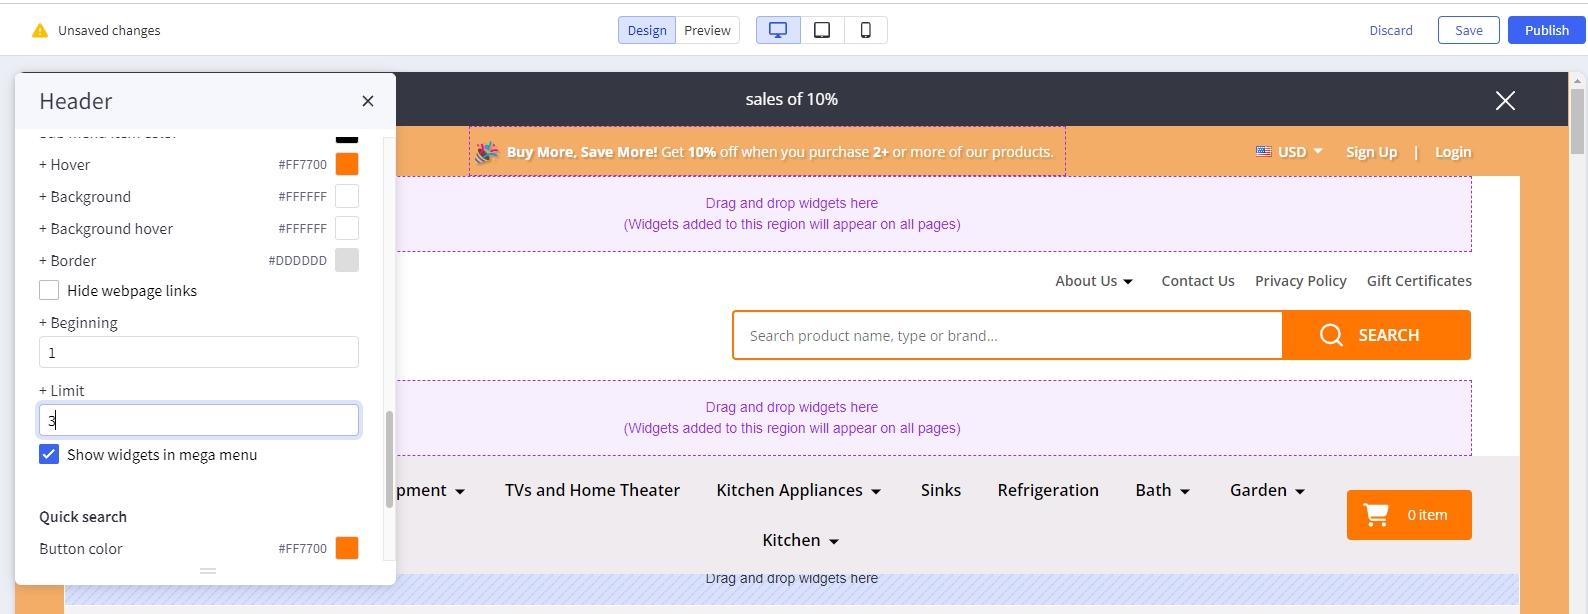 Unsaved changes
Design Preview
Discard Save Publish
Header
sales of 10%
+ Hover #FF7700
+ Background #FFFFFF
+ Background hover #FFFFFF
+ Border #DDDDDD
Hide webpage links
+ Beginning
1
+ Limit
3
Show widgets in mega menu
Quick search
Button color #FF7700
Buy More, Save More! Get 10% off when you purchase 2+ or more of our products.
USD Sign Up | Login
Drag and drop widgets here
(Widgets added to this region will appear on all pages)
About Us Contact Us Privacy Policy Gift Certificates
Search product name, type or brand...
SEARCH
Drag and drop widgets here
(Widgets added to this region will appear on all pages)
pment TVs and Home Theater Kitchen Appliances Sinks Refrigeration Bath Garden
Kitchen
0 item
Drag and drop widgets here